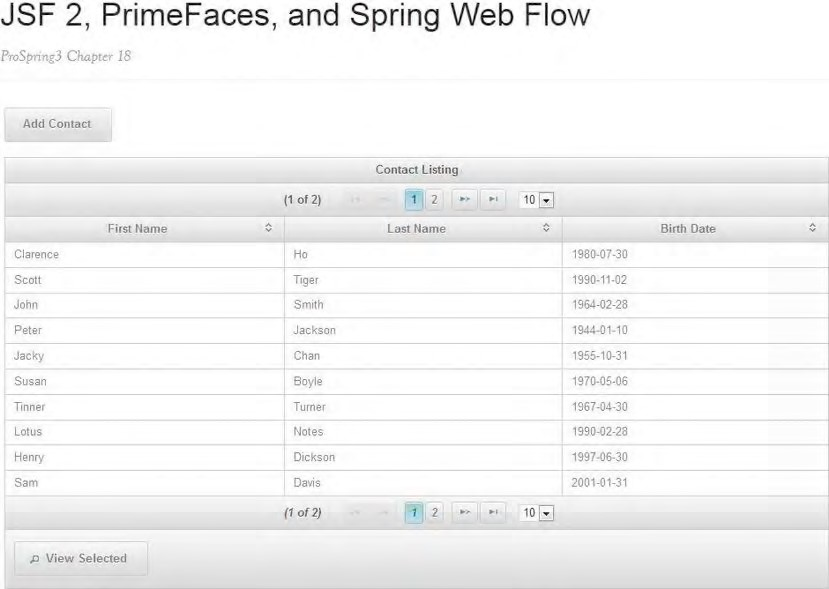 JSF 2, PrimeFaces, and Spring Web Flow
ProSpring3 Chapter 18
Add Contact
Contact Listing
(1 of 2) 1 2 10
First Name Last Name Birth Date
Clarence Ho 1980-07-30
Scott Tiger 1990-11-02
John Smith 1964-02-28
Peter Jackson 1944-01-10
Jacky Chan 1955-10-31
Susan Boyle 1970-05-06
Tinner Turner 1967-04-30
Lotus Notes 1990-02-28
Henry Dickson 1997-06-30
Sam Davis 2001-01-31
(1 of 2) 1 2 10
View Selected